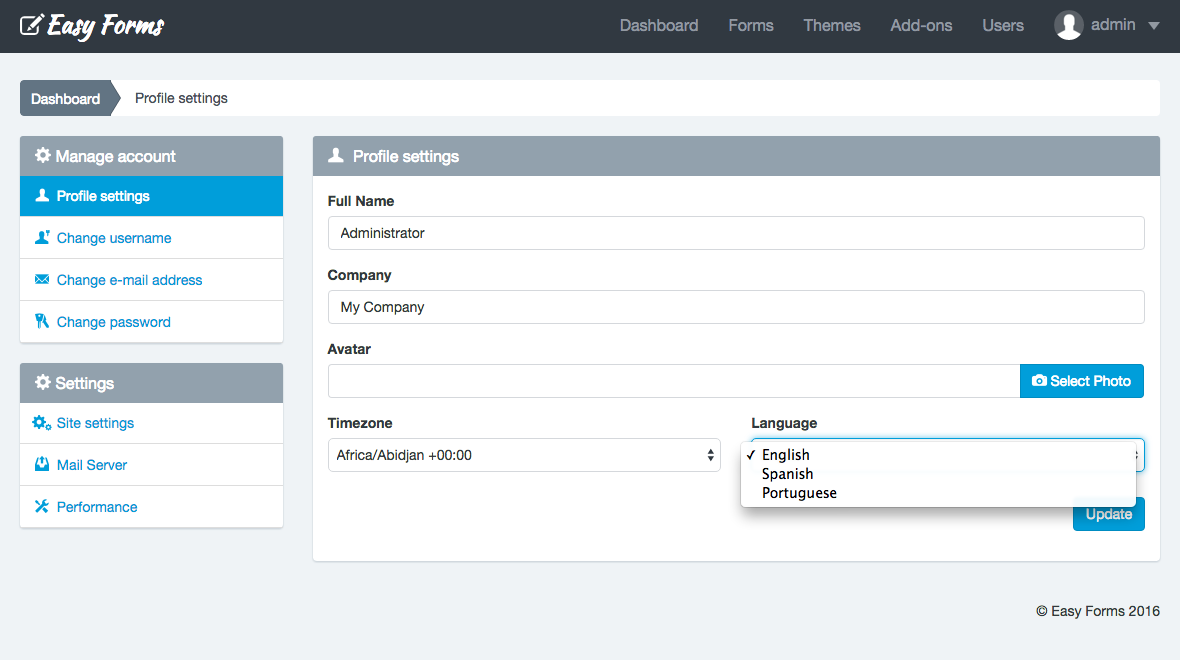 Easy Forms
Dashboard Forms Themes Add-ons Users admin
Dashboard Profile settings
Manage account
Profile settings
Change username
Change e-mail address
Change password
Settings
Site settings
Mail Server
Performance
Profile settings
Full Name
Administrator
Company
My Company
Avatar
Select Photo
Timezone
Africa/Abidjan +00:00
Language
English
Spanish
Portuguese
Update
© Easy Forms 2016